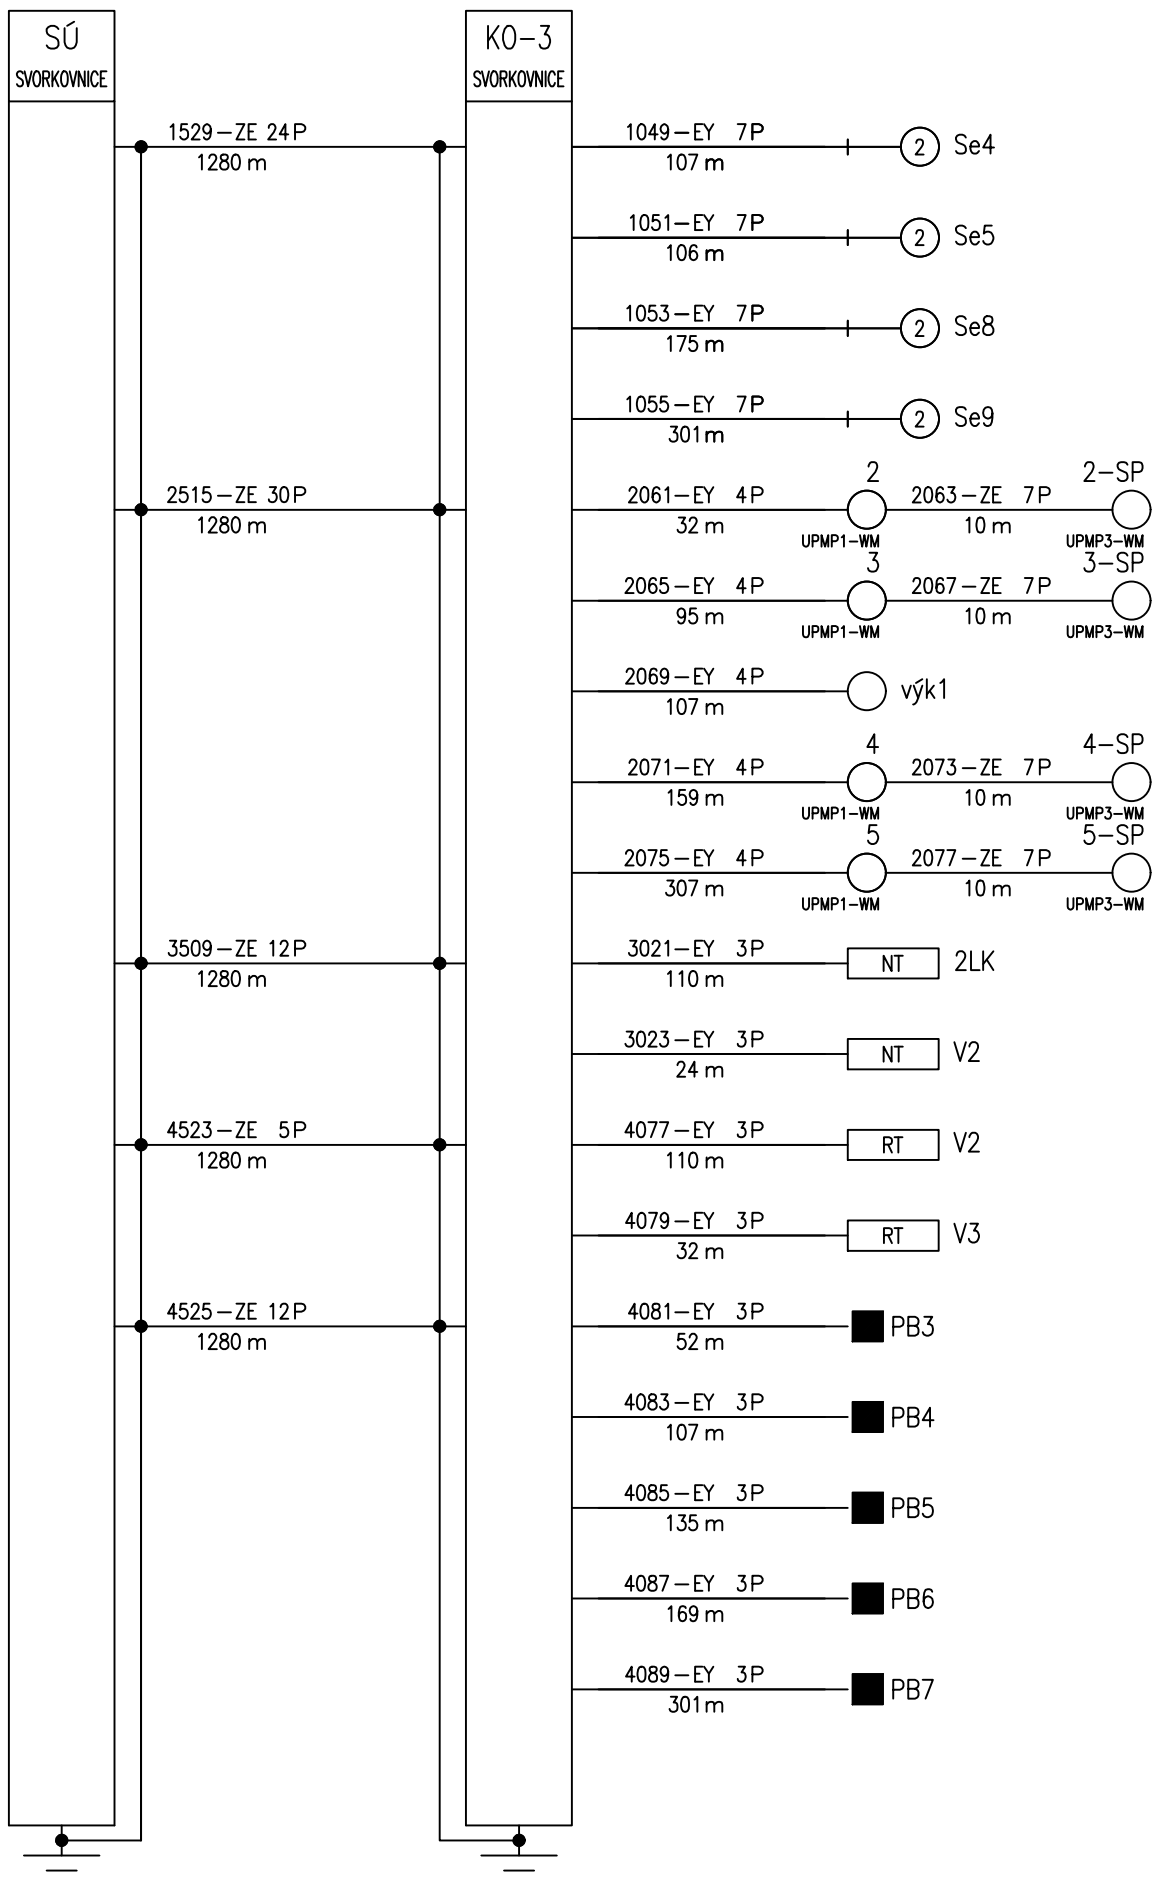 SÚ
SVORKOVNICE
KO-3
SVORKOVNICE
1529-ZE 24P
1280 m
1049-EY 7P
107 m
2
Se4
1051-EY 7P
106 m
2
Se5
1053-EY 7P
175 m
2
Se8
1055-EY 7P
301 m
2
Se9
2515-ZE 30P
1280 m
2061-EY 4P
32 m
2
UPMP1-WM
2063-ZE 7P
10 m
2-SP
UPMP3-WM
2065-EY 4P
95 m
3
UPMP1-WM
2067-ZE 7P
10 m
3-SP
UPMP3-WM
2069-EY 4P
107 m
výk1
2071-EY 4P
159 m
4
UPMP1-WM
2073-ZE 7P
10 m
4-SP
UPMP3-WM
2075-EY 4P
307 m
5
UPMP1-WM
2077-ZE 7P
10 m
5-SP
UPMP3-WM
3509-ZE 12P
1280 m
3021-EY 3P
110 m
NT
2LK
3023-EY 3P
24 m
NT
V2
4523-ZE 5P
1280 m
4077-EY 3P
110 m
RT
V2
4079-EY 3P
32 m
RT
V3
4525-ZE 12P
1280 m
4081-EY 3P
52 m
PB3
4083-EY 3P
107 m
PB4
4085-EY 3P
135 m
PB5
4087-EY 3P
169 m
PB6
4089-EY 3P
301 m
PB7